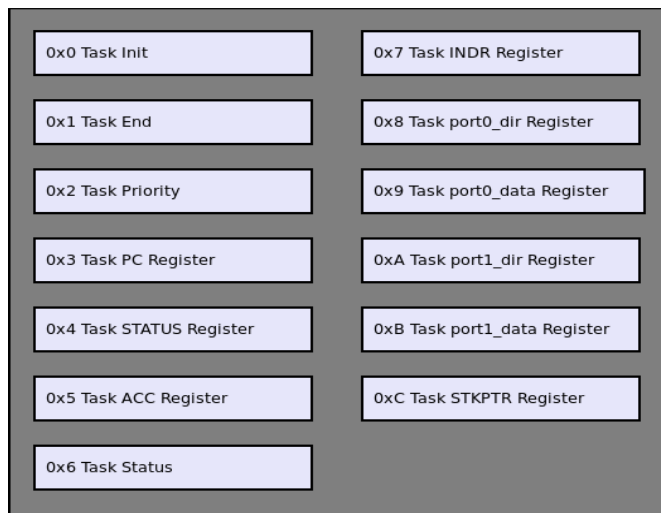 0x0 Task Init
0x1 Task End
0x2 Task Priority
0x3 Task PC Register
0x4 Task STATUS Register
0x5 Task ACC Register
0x6 Task Status
0x7 Task INDR Register
0x8 Task port0_dir Register
0x9 Task port0_data Register
0xA Task port1_dir Register
0xB Task port1_data Register
0xC Task STKPTR Register